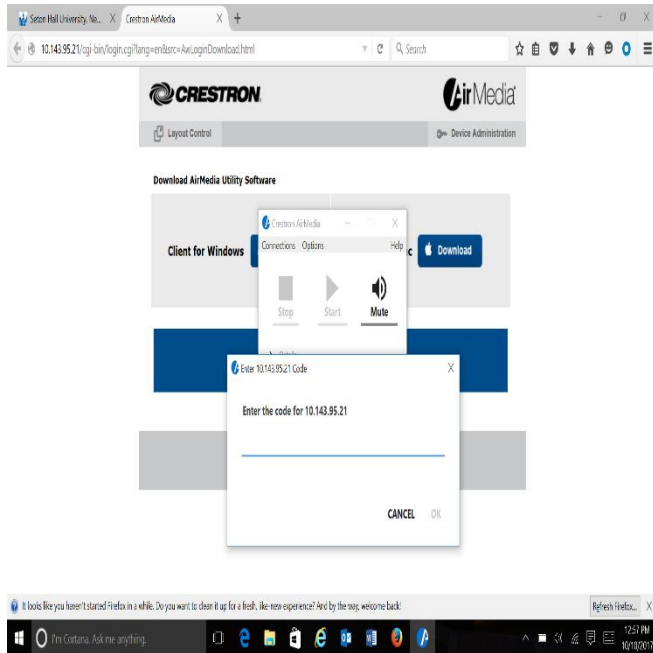 Seton Hall University, Ne...
Crestron AirMedia
10.143.95.21/cgi-bin/login.cgi?lang=en&src=AwLoginDownload.html
Search
CRESTRON
AirMedia
Layout Control
Device Administration
Download AirMedia Utility Software
Crestron AirMedia
Connections Options Help
Client for Windows
c
Download
Stop
Start
Mute
Enter 10.143.95.21 Code
Enter the code for 10.143.95.21
CANCEL OK
It looks like you haven't started Firefox in a while. Do you want to clean it up for a fresh, like-new experience? And by the way, welcome back!
Refresh Firefox...
I'm Cortana. Ask me anything.
12:57 PM
10/10/2017